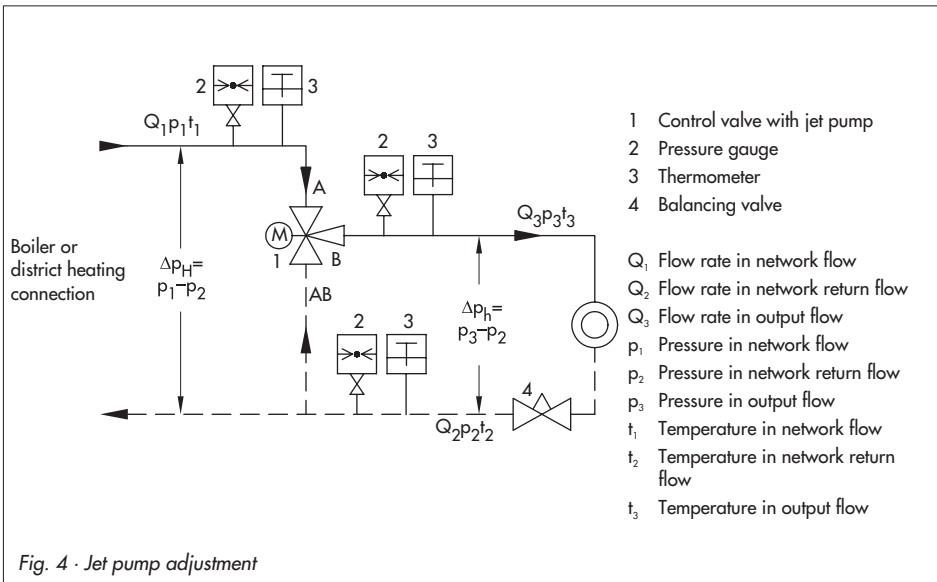 2 3
Q₁p₁t₁
A
2 3
M
1
B
Q₃p₃t₃
Boiler or
district heating
connection
Δp_H=
p₁–p₂
AB
Δp_h=
p₃–p₂
2 3
4
Q₂p₂t₂
1 Control valve with jet pump
2 Pressure gauge
3 Thermometer
4 Balancing valve
Q₁ Flow rate in network flow
Q₂ Flow rate in network return flow
Q₃ Flow rate in output flow
p₁ Pressure in network flow
p₂ Pressure in network return flow
p₃ Pressure in output flow
t₁ Temperature in network flow
t₂ Temperature in network return
flow
t₃ Temperature in output flow
Fig. 4 · Jet pump adjustment